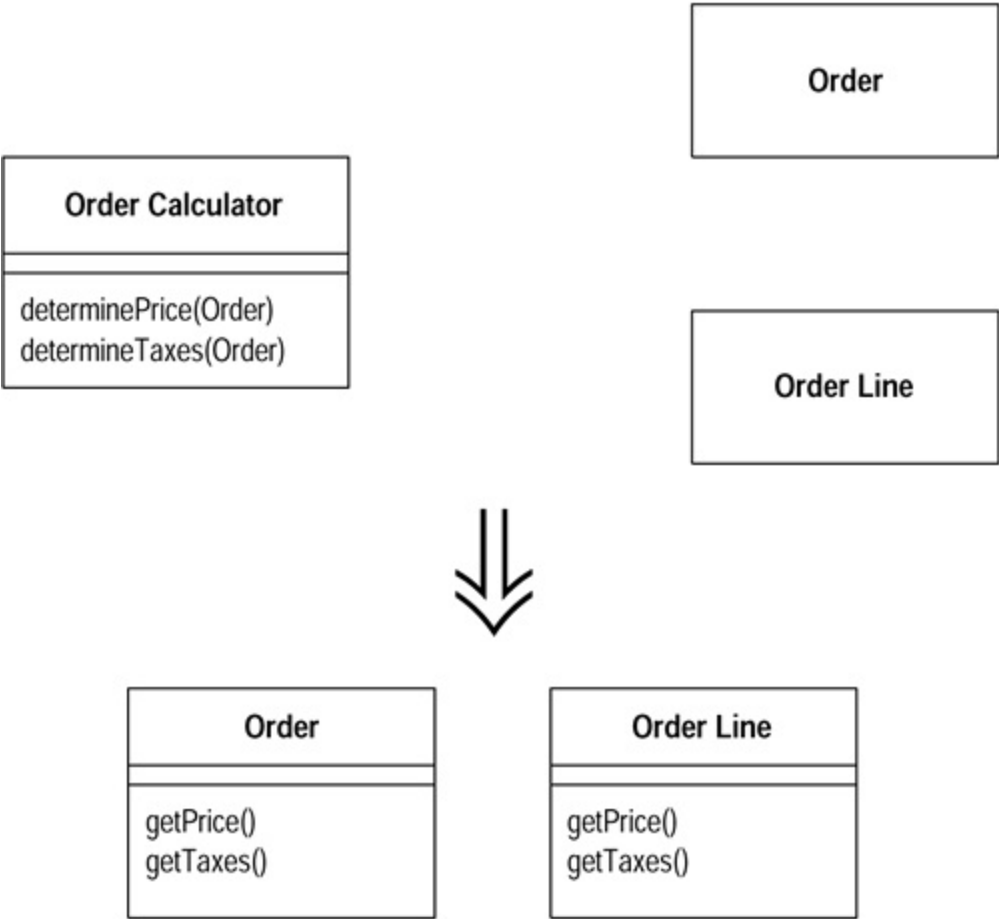 Order
Order Calculator
determinePrice(Order)
determineTaxes(Order)
Order Line
Order
getPrice()
getTaxes()
Order Line
getPrice()
getTaxes()